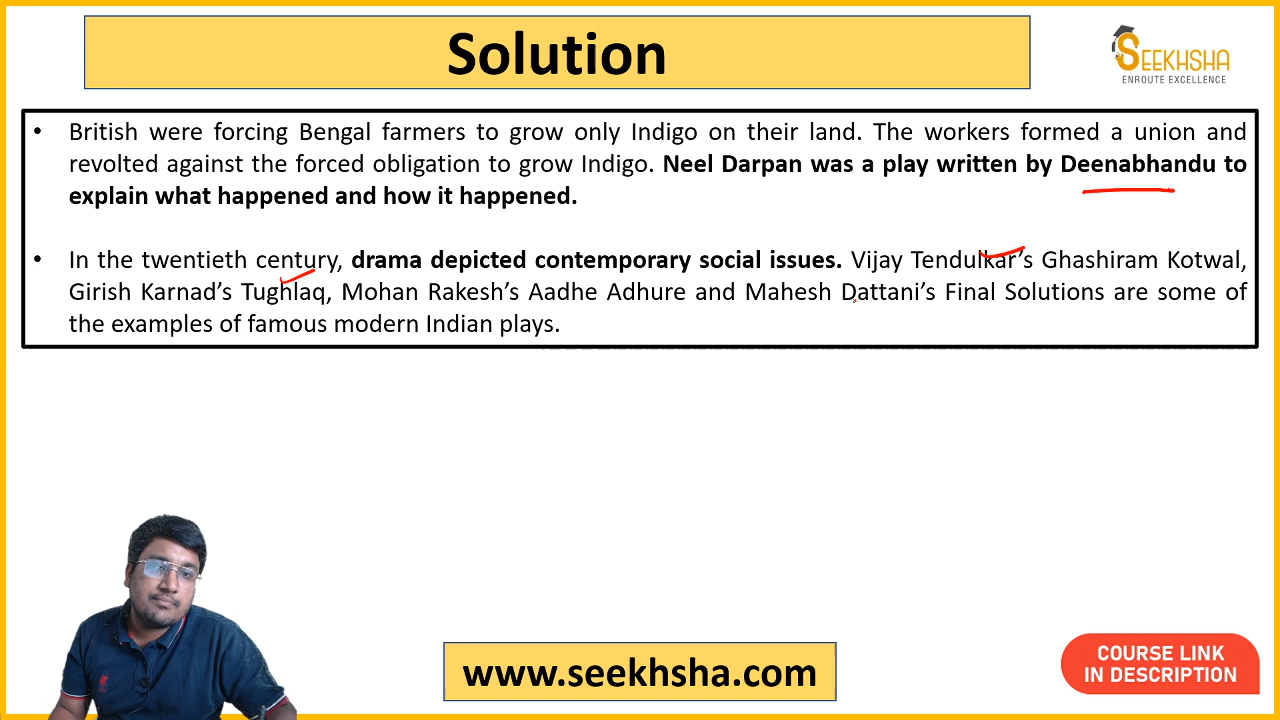 Solution
SEEKHSHA
ENROUTE EXCELLENCE
• British were forcing Bengal farmers to grow only Indigo on their land. The workers formed a union and
revolted against the forced obligation to grow Indigo. Neel Darpan was a play written by Deenabhandu to
explain what happened and how it happened.
• In the twentieth century, drama depicted contemporary social issues. Vijay Tendulkar’s Ghashiram Kotwal,
Girish Karnad’s Tughlaq, Mohan Rakesh’s Aadhe Adhure and Mahesh Dattani’s Final Solutions are some of
the examples of famous modern Indian plays.
www.seekhsha.com
COURSE LINK
IN DESCRIPTION